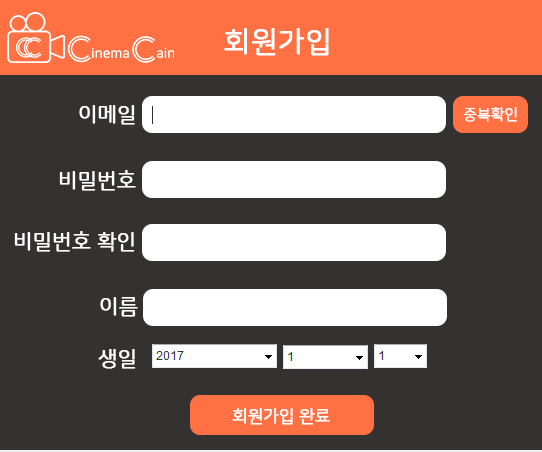 CCC Cinema Cain
회원가입
이메일
중복확인
비밀번호
비밀번호 확인
이름
생일 2017 1 1
회원가입 완료